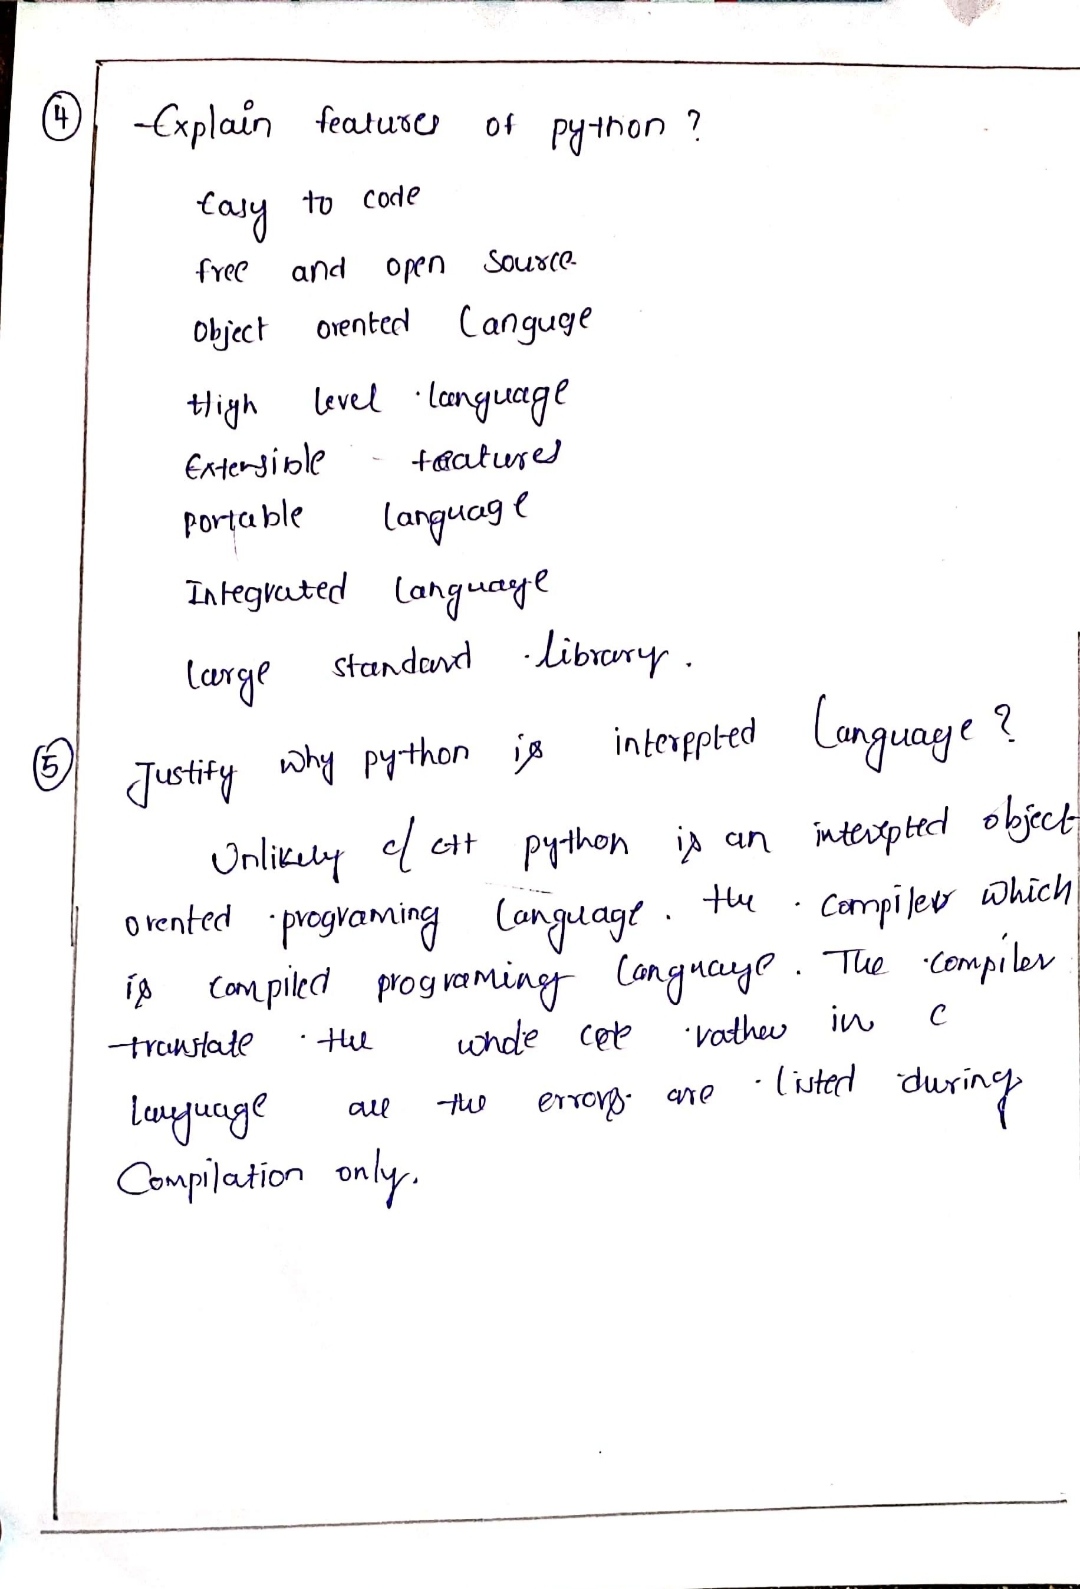 4 Explain features of python ?
Easy to code
free and open source
Object orented Languge
High level language
Extensible features
portable language
Integrated language
large standard library.
5 Justify why python is interppted Language ?
Unlikely c/ c++ python is an interxpted object
orented programing language. the compiler which
is compiled programing language. The compiler
translate the whole rather in c
language all the errors are listed during
Compilation only.